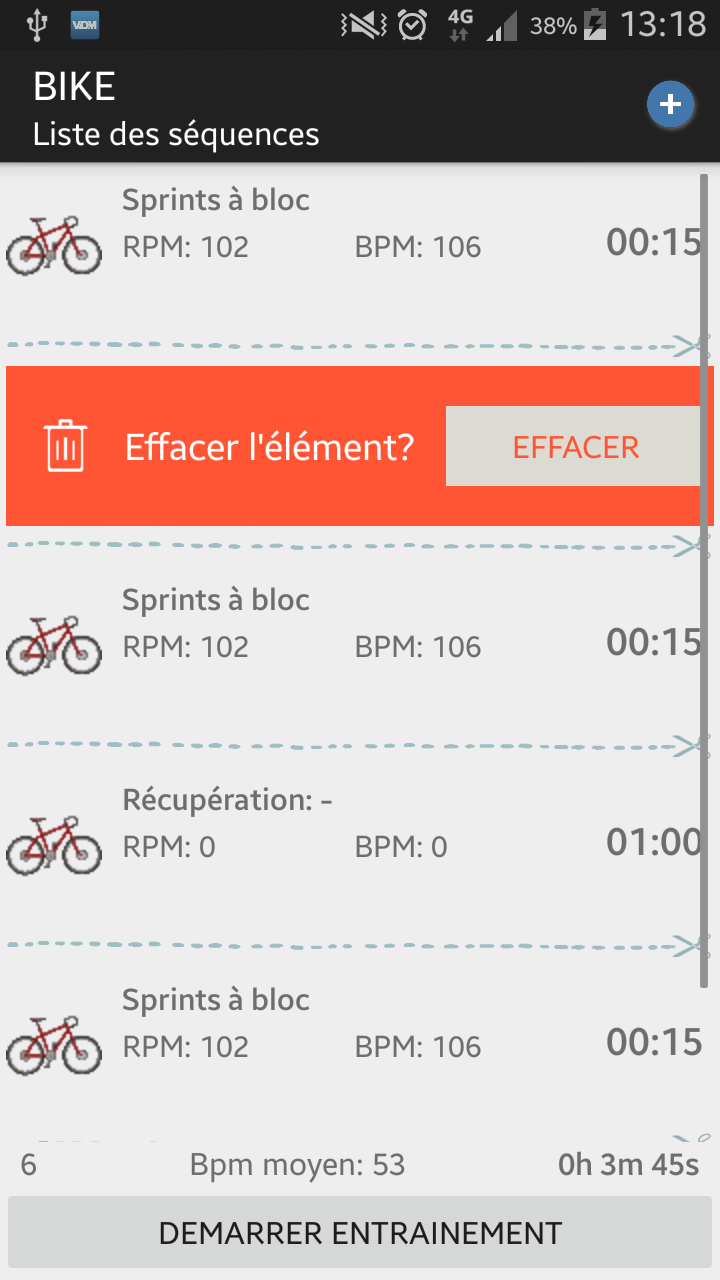 VDM
4G
38%
13:18
BIKE
Liste des séquences
Sprints à bloc
RPM: 102 BPM: 106 00:15
Effacer l'élément? EFFACER
Sprints à bloc
RPM: 102 BPM: 106 00:15
Récupération: -
RPM: 0 BPM: 0 01:00
Sprints à bloc
RPM: 102 BPM: 106 00:15
6 Bpm moyen: 53 0h 3m 45s
DEMARRER ENTRAINEMENT